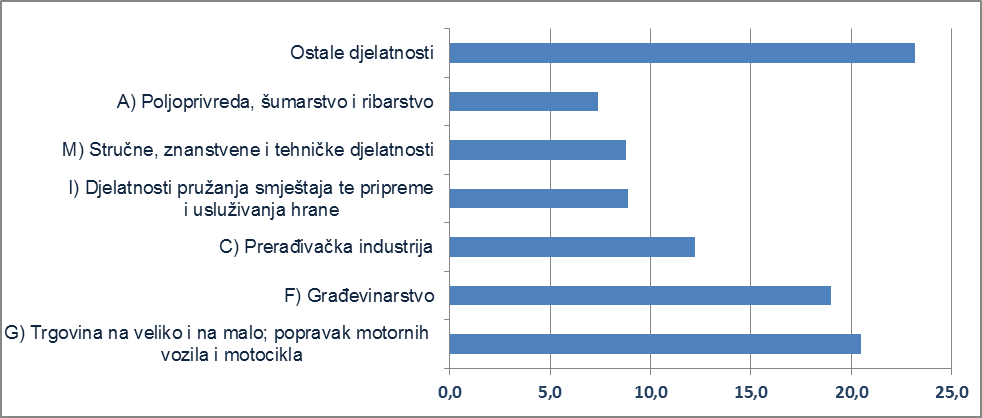 Ostale djelatnosti
A) Poljoprivreda, šumarstvo i ribarstvo
M) Stručne, znanstvene i tehničke djelatnosti
I) Djelatnosti pružanja smještaja te pripreme
i usluživanja hrane
C) Prerađivačka industrija
F) Građevinarstvo
G) Trgovina na veliko i na malo; popravak motornih
vozila i motocikla
0,0 5,0 10,0 15,0 20,0 25,0